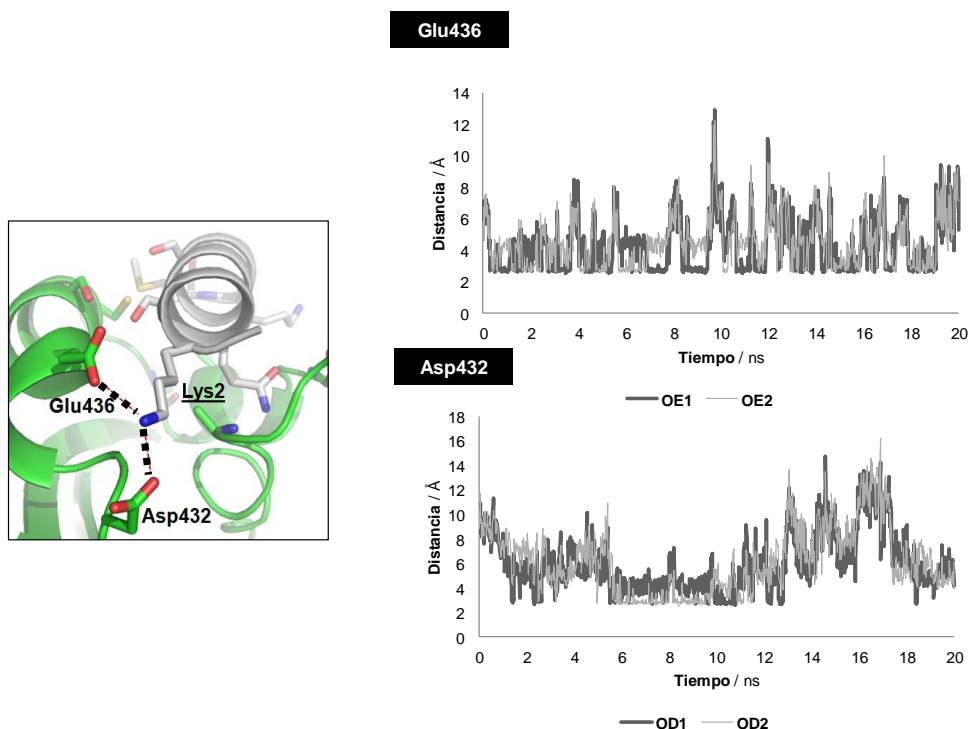 Glu436
Distancia / Å
14
12
10
8
6
4
2
0
0 2 4 6 8 10 12 14 16 18 20
Tiempo / ns
OE1 OE2
Lys2
Glu436
Asp432
Asp432
Distancia / Å
18
16
14
12
10
8
6
4
2
0
0 2 4 6 8 10 12 14 16 18 20
Tiempo / ns
OD1 OD2